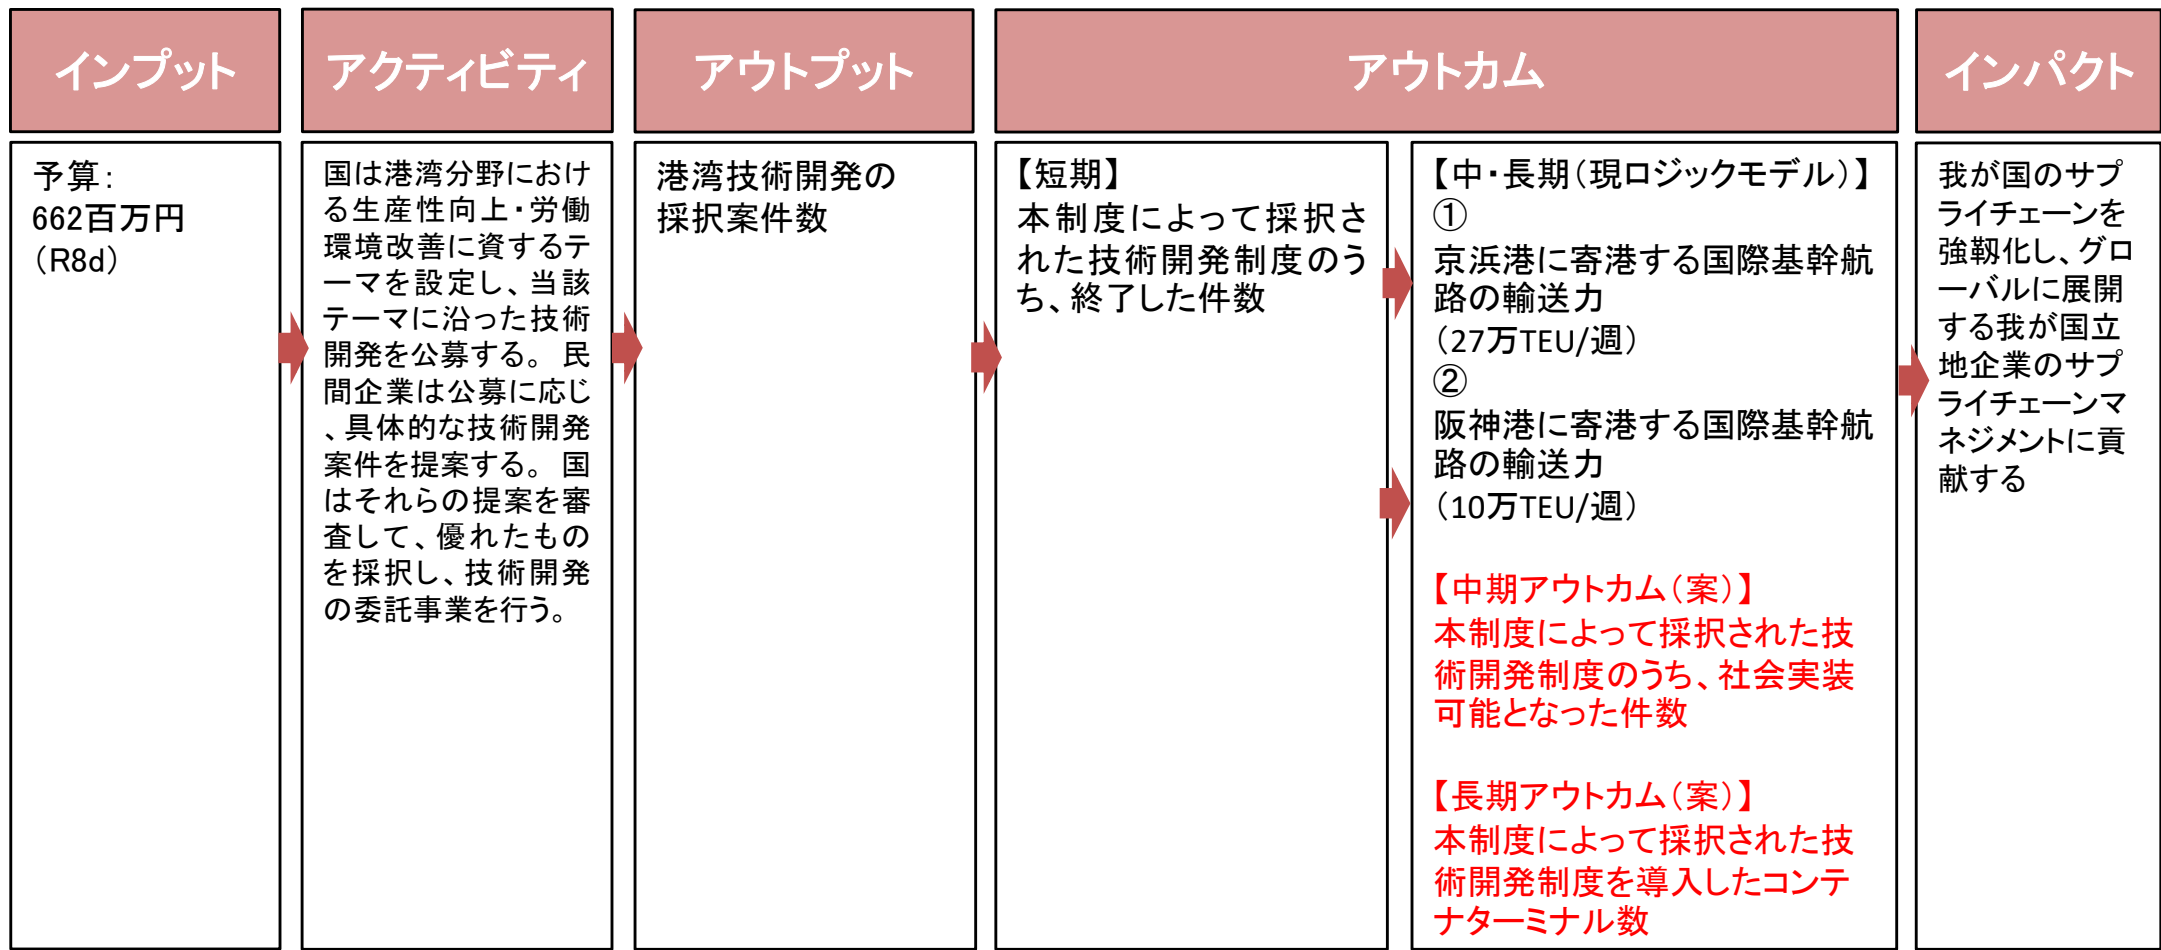 インプット
アクティビティ
アウトプット
アウトカム
インパクト
予算：
662百万円
（R8d）
国は港湾分野におけ
る生産性向上・労働
環境改善に資するテ
ーマを設定し、当該
テーマに沿った技術
開発を公募する。 民
間企業は公募に応じ
、具体的な技術開発
案件を提案する。 国
はそれらの提案を審
査して、優れたもの
を採択し、技術開発
の委託事業を行う。
港湾技術開発の
採択案件数
【短期】
本制度によって採択さ
れた技術開発制度のう
ち、終了した件数
【中・長期（現ロジックモデル）】
①
京浜港に寄港する国際基幹航
路の輸送力
（27万TEU/週）
②
阪神港に寄港する国際基幹航
路の輸送力
（10万TEU/週）
【中期アウトカム（案）】
本制度によって採択された技
術開発制度のうち、社会実装
可能となった件数
【長期アウトカム（案）】
本制度によって採択された技
術開発制度を導入したコンテ
ナターミナル数
我が国のサプ
ライチェーンを
強靱化し、グロ
ーバルに展開
する我が国立
地企業のサプ
ライチェーンマ
ネジメントに貢
献する